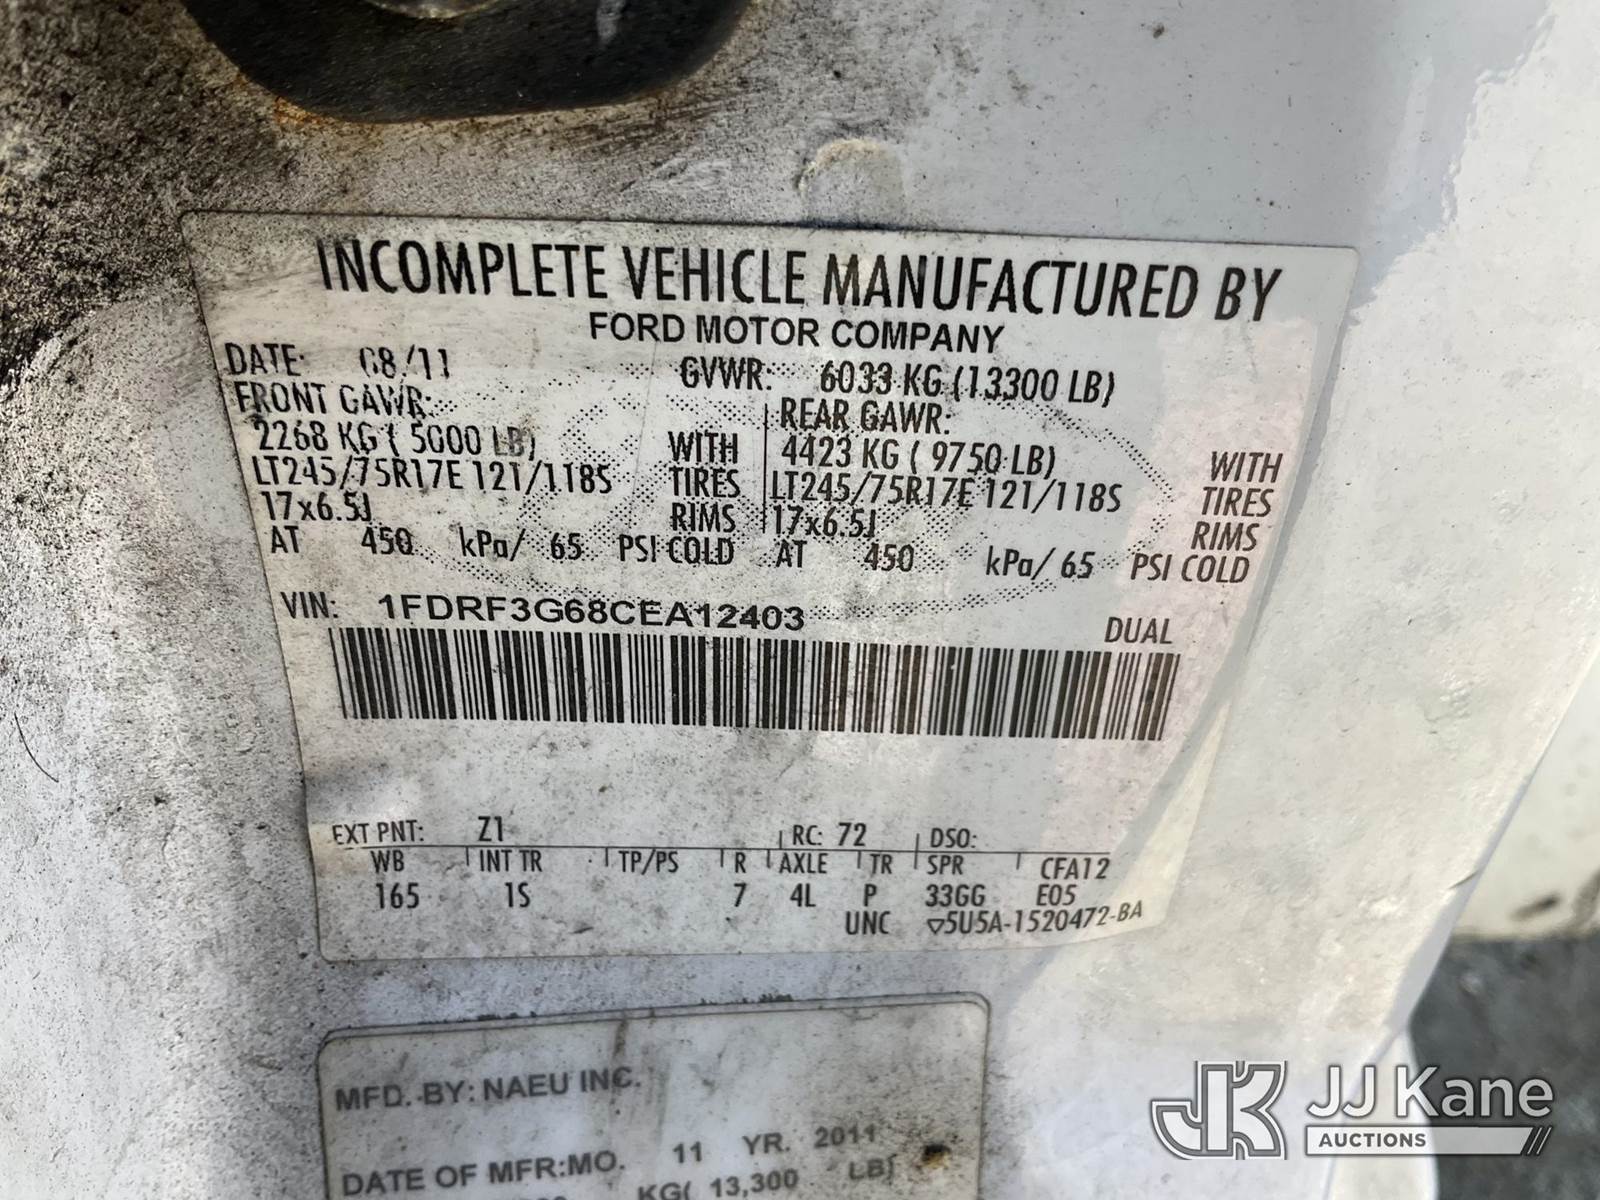 INCOMPLETE VEHICLE MANUFACTURED BY
FORD MOTOR COMPANY
DATE: 08/11 GVWR: 6033 KG (13300 LB)
FRONT GAWR: REAR GAWR:
2268 KG ( 5000 LB) WITH 4423 KG ( 9750 LB) WITH
LT245/75R17E 121/118S TIRES LT245/75R17E 121/118S TIRES
17x6.5J RIMS 17x6.5J RIMS
AT 450 kPa/ 65 PSI COLD AT 450 kPa/ 65 PSI COLD
VIN: 1FDRF3G68CEA12403 DUAL
EXT PNT: Z1 RC: 72 DSO:
WB INT TR TP/PS R AXLE TR SPR CFA12
165 1S 7 4L P 33GG E05
UNC ▽5U5A-1520472-BA
MFD. BY: NAEU INC.
DATE OF MFR: MO. 11 YR. 2011
KG( 13,300 LB)
JK JJ Kane
AUCTIONS